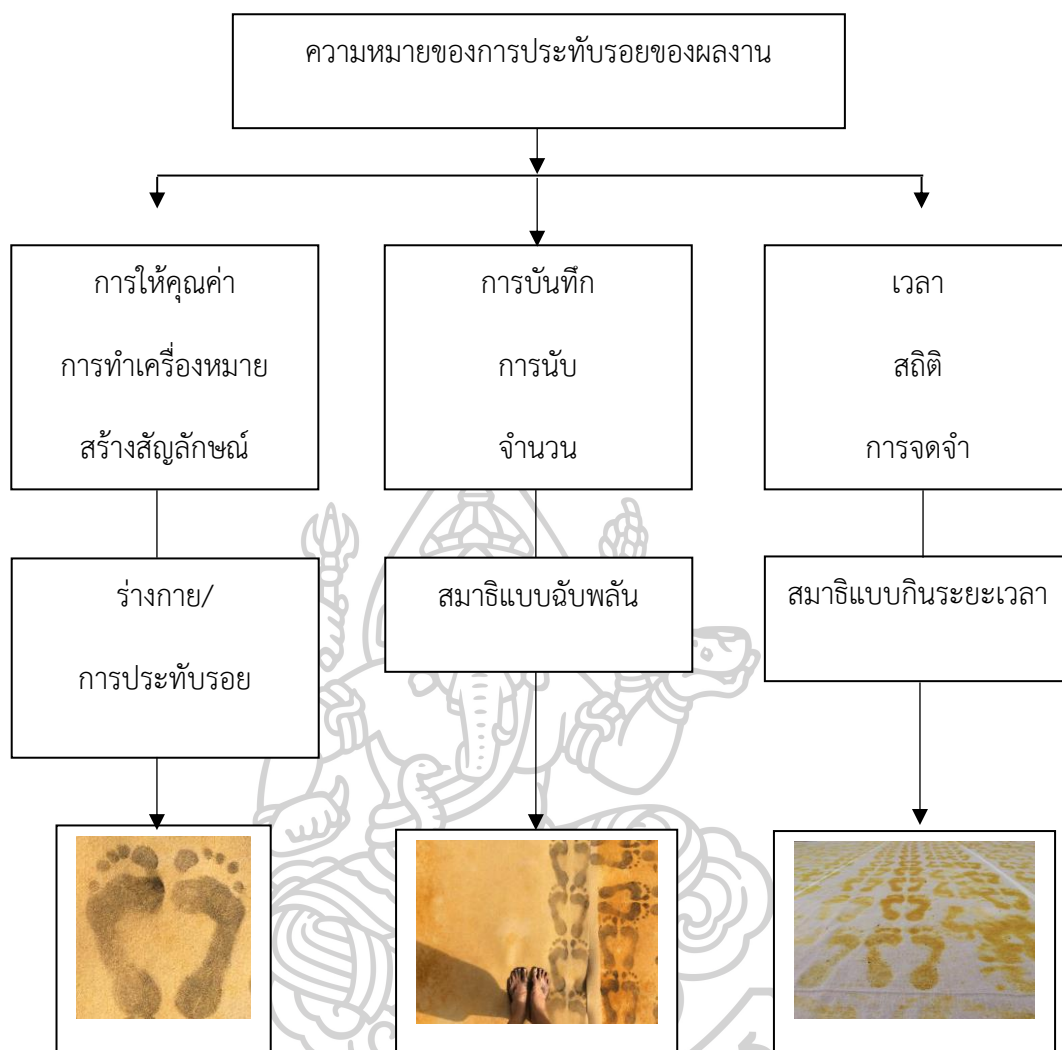 ความหมายของการประทับรอยของผลงาน
การให้คุณค่า
การทำเครื่องหมาย
สร้างสัญลักษณ์
การบันทึก
การนับ
จำนวน
เวลา
สถิติ
การจดจำ
ร่างกาย/
การประทับรอย
สมาธิแบบฉับพลัน
สมาธิแบบกินระยะเวลา